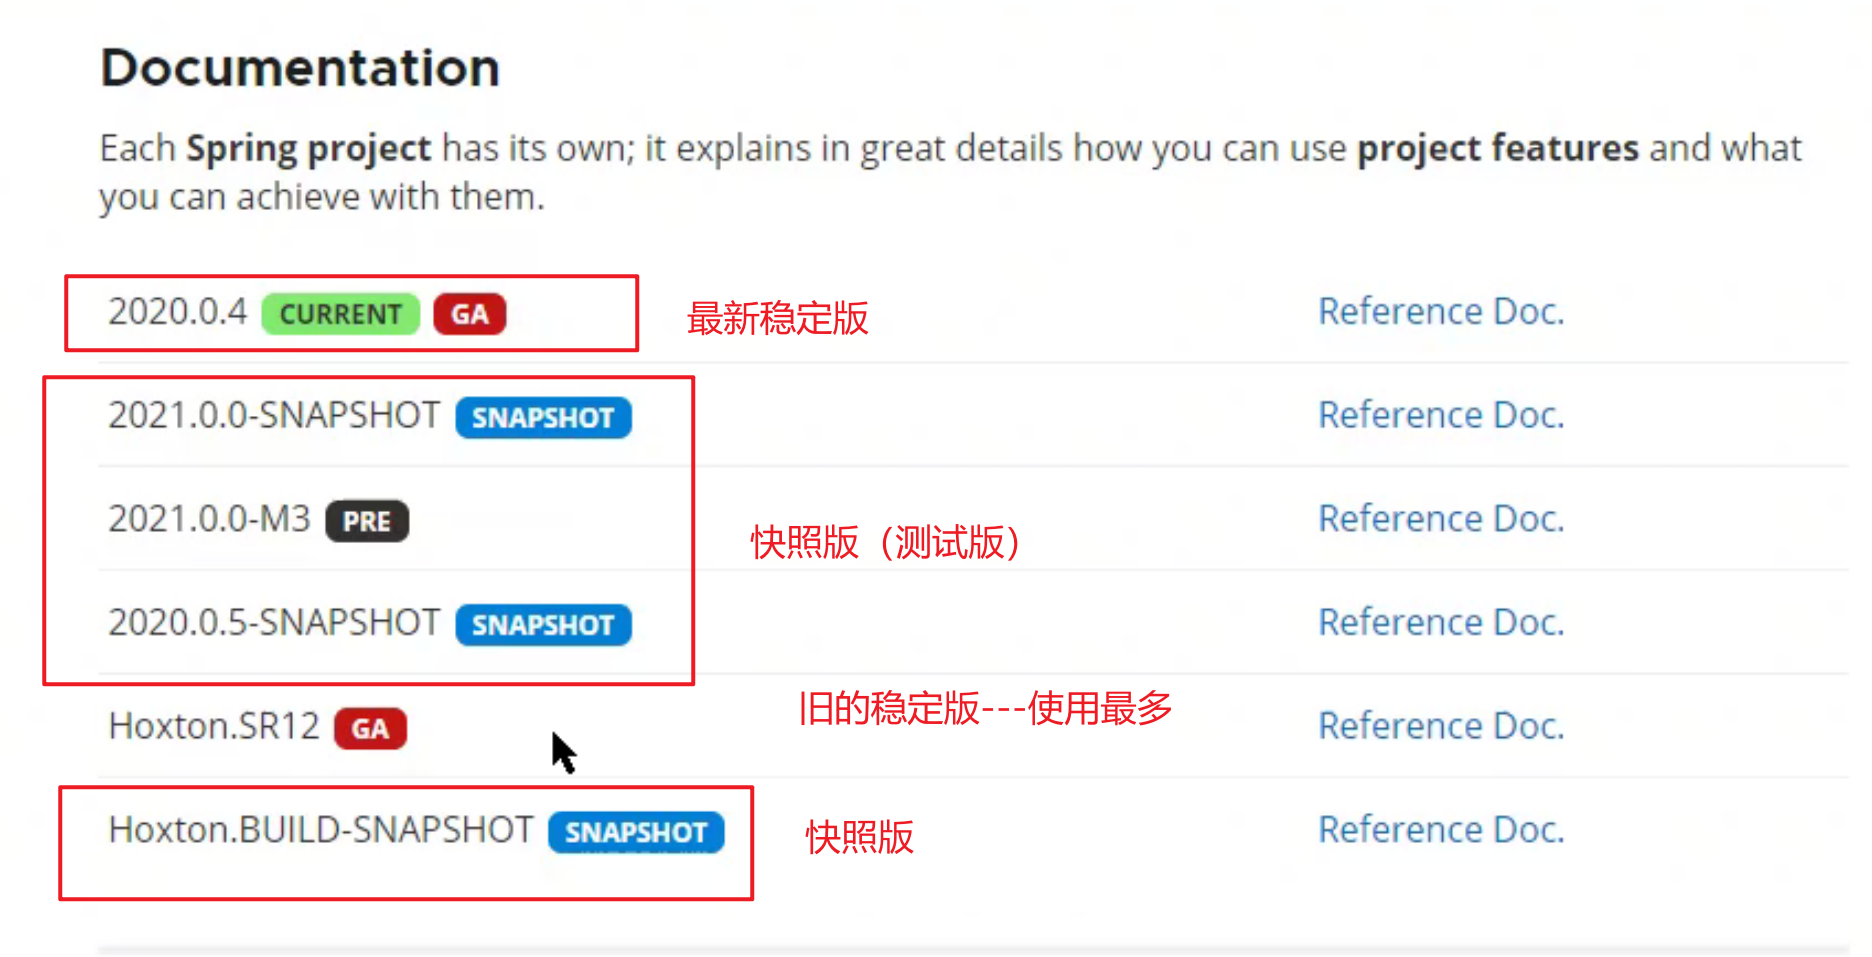 Documentation
Each Spring project has its own; it explains in great details how you can use project features and what
you can achieve with them.
2020.0.4 CURRENT GA 最新稳定版 Reference Doc.
2021.0.0-SNAPSHOT SNAPSHOT Reference Doc.
2021.0.0-M3 PRE 快照版（测试版） Reference Doc.
2020.0.5-SNAPSHOT SNAPSHOT Reference Doc.
Hoxton.SR12 GA 旧的稳定版---使用最多 Reference Doc.
Hoxton.BUILD-SNAPSHOT SNAPSHOT 快照版 Reference Doc.